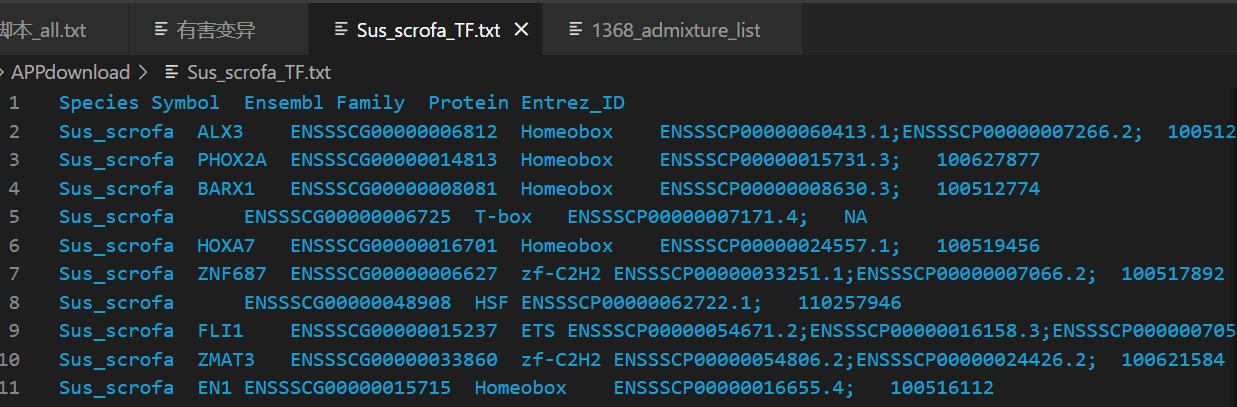 脚本_all.txt 有害变异 Sus_scrofa_TF.txt × 1368_admixture_list
APPdownload > Sus_scrofa_TF.txt
1 Species Symbol Ensembl Family Protein Entrez_ID
2 Sus_scrofa ALX3 ENSSSCG00000006812 Homeobox ENSSSCP00000060413.1;ENSSSCP00000007266.2; 100512
3 Sus_scrofa PHOX2A ENSSSCG00000014813 Homeobox ENSSSCP00000015731.3; 100627877
4 Sus_scrofa BARX1 ENSSSCG00000008081 Homeobox ENSSSCP00000008630.3; 100512774
5 Sus_scrofa ENSSSCG00000006725 T-box ENSSSCP00000007171.4; NA
6 Sus_scrofa HOXA7 ENSSSCG00000016701 Homeobox ENSSSCP00000024557.1; 100519456
7 Sus_scrofa ZNF687 ENSSSCG00000006627 zf-C2H2 ENSSSCP00000033251.1;ENSSSCP00000007066.2; 100517892
8 Sus_scrofa ENSSSCG00000048908 HSF ENSSSCP00000062722.1; 110257946
9 Sus_scrofa FLI1 ENSSSCG00000015237 ETS ENSSSCP00000054671.2;ENSSSCP00000016158.3;ENSSSCP000000705
10 Sus_scrofa ZMAT3 ENSSSCG00000033860 zf-C2H2 ENSSSCP00000054806.2;ENSSSCP00000024426.2; 100621584
11 Sus_scrofa EN1 ENSSSCG00000015715 Homeobox ENSSSCP00000016655.4; 100516112